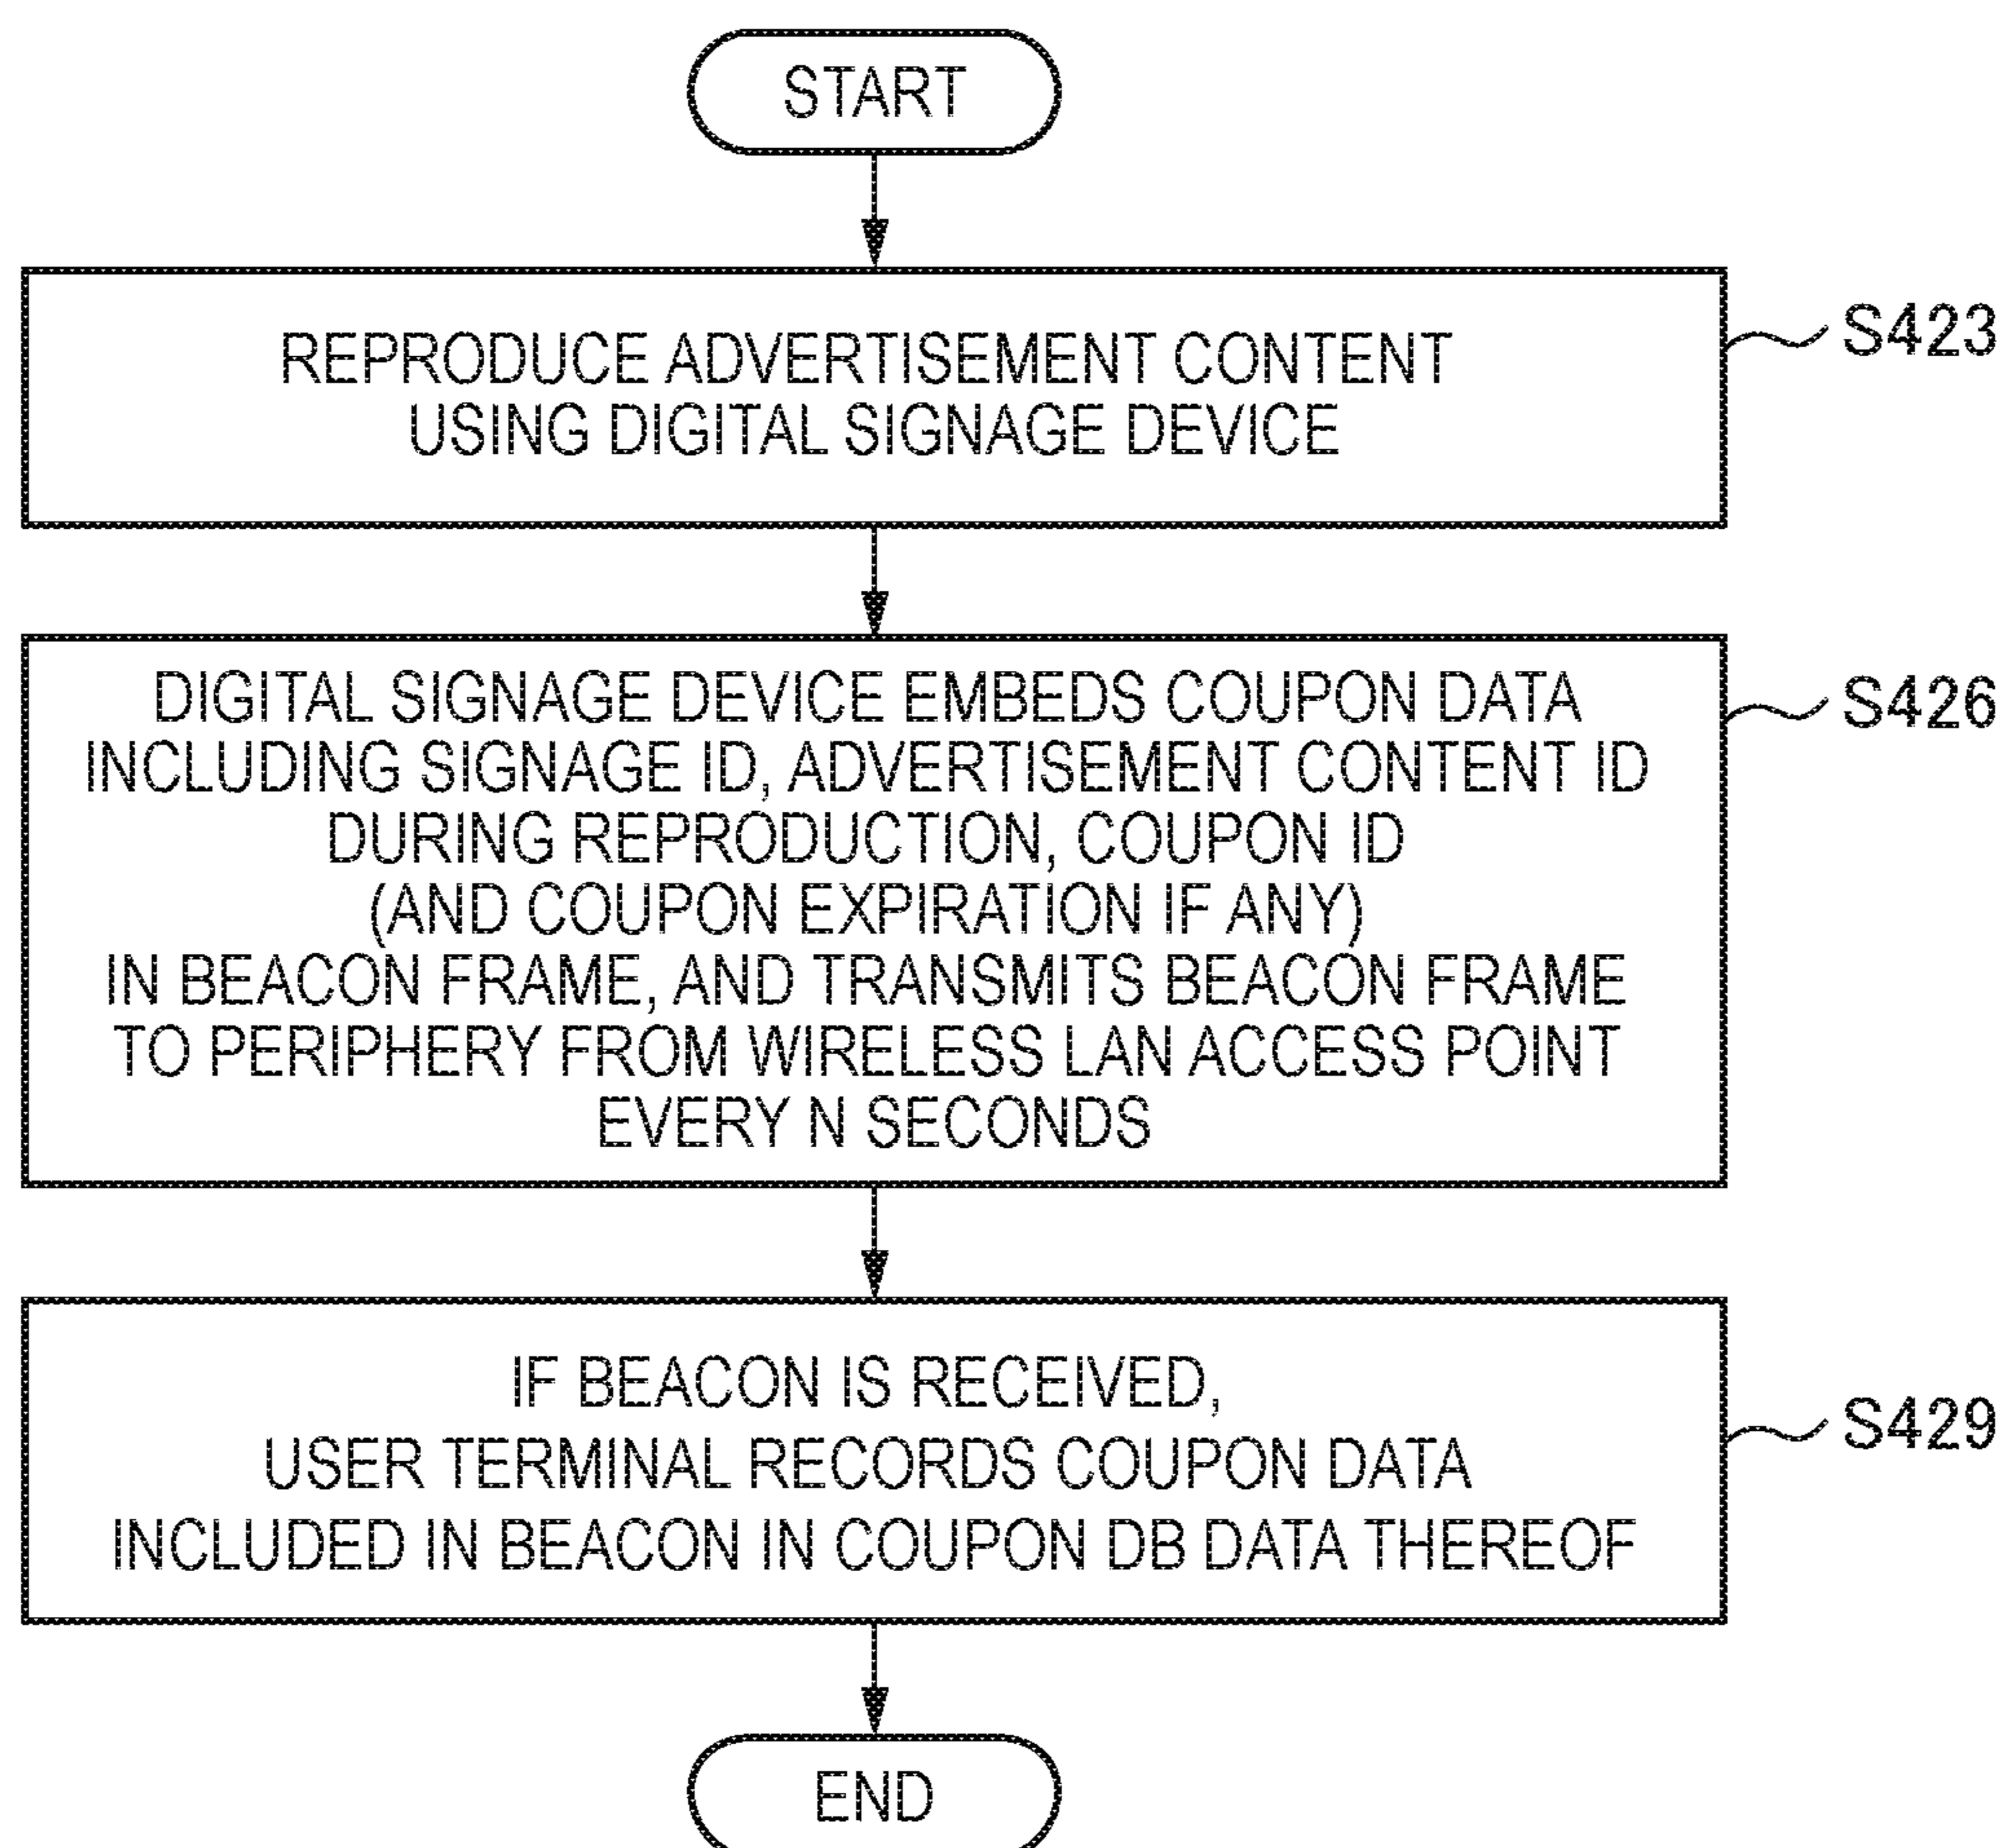 START
REPRODUCE ADVERTISEMENT CONTENT
USING DIGITAL SIGNAGE DEVICE
S423
DIGITAL SIGNAGE DEVICE EMBEDS COUPON DATA
INCLUDING SIGNAGE ID, ADVERTISEMENT CONTENT ID
DURING REPRODUCTION, COUPON ID
(AND COUPON EXPIRATION IF ANY)
IN BEACON FRAME, AND TRANSMITS BEACON FRAME
TO PERIPHERY FROM WIRELESS LAN ACCESS POINT
EVERY N SECONDS
S426
IF BEACON IS RECEIVED,
USER TERMINAL RECORDS COUPON DATA
INCLUDED IN BEACON IN COUPON DB DATA THEREOF
S429
END